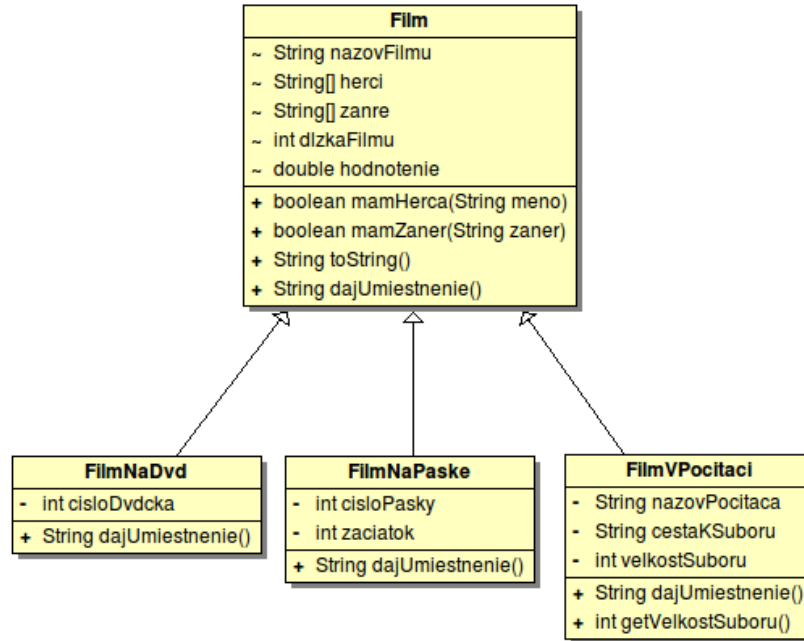 Film
~ String nazovFilmu
~ String[] herci
~ String[] zanre
~ int dlzkaFilmu
~ double hodnotenie
+ boolean mamHerca(String meno)
+ boolean mamZaner(String zaner)
+ String toString()
+ String dajUmiestnenie()
FilmNaDvd
- int cisloDvdcka
+ String dajUmiestnenie()
FilmNaPaske
- int cisloPasky
- int zaciatok
+ String dajUmiestnenie()
FilmVPocitaci
- String nazovPocitaca
- String cestaKSuboru
- int velkostSuboru
+ String dajUmiestnenie()
+ int getVelkostSuboru()